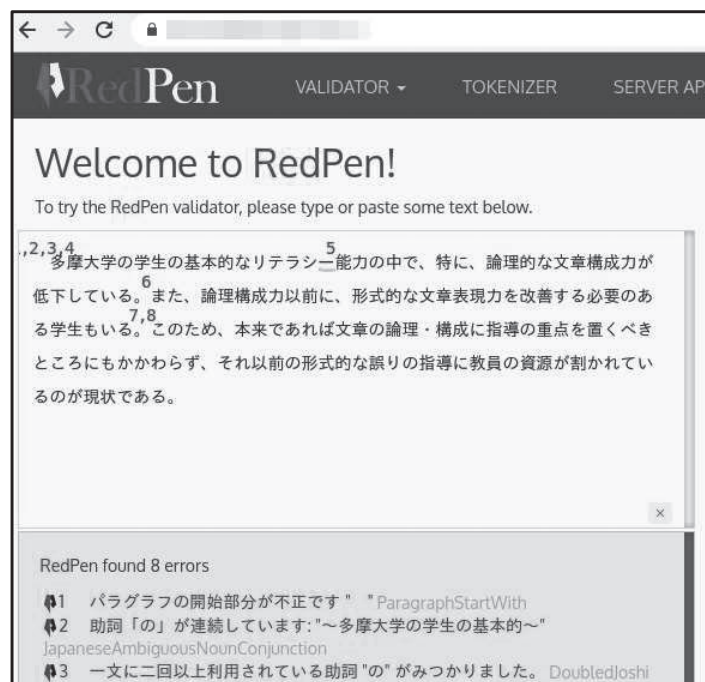 RedPen
VALIDATOR
TOKENIZER
SERVER AP
Welcome to RedPen!
To try the RedPen validator, please type or paste some text below.
,2,3,4
5
多摩大学の学生の基本的なリテラシー能力の中で、特に、論理的な文章構成力が
6
低下している。また、論理構成力以前に、形式的な文章表現力を改善する必要のあ
7,8
る学生もいる。このため、本来であれば文章の論理・構成に指導の重点を置くべき
ところにもかかわらず、それ以前の形式的な誤りの指導に教員の資源が割かれてい
るのが現状である。
×
RedPen found 8 errors
1 パラグラフの開始部分が不正です "　" ParagraphStartWith
2 助詞「の」が連続しています: "～多摩大学の学生の基本的～"
JapaneseAmbiguousNounConjunction
3 一文に二回以上利用されている助詞 "の" がみつかりました。 DoubledJoshi